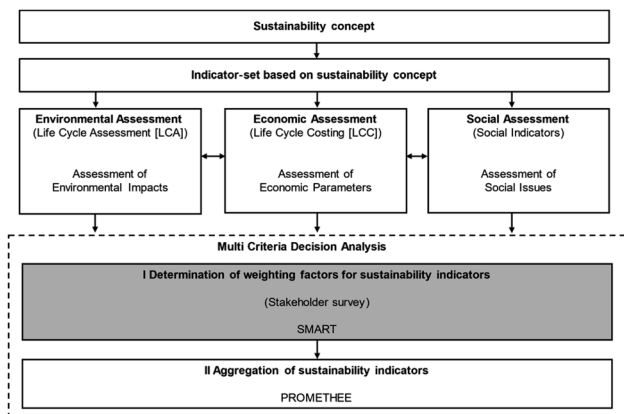 Sustainability concept
Indicator-set based on sustainability concept
Environmental Assessment
(Life Cycle Assessment [LCA])
Assessment of
Environmental Impacts
Economic Assessment
(Life Cycle Costing [LCC])
Assessment of
Economic Parameters
Social Assessment
(Social Indicators)
Assessment of
Social Issues
Multi Criteria Decision Analysis
I Determination of weighting factors for sustainability indicators
(Stakeholder survey)
SMART
II Aggregation of sustainability indicators
PROMETHEE